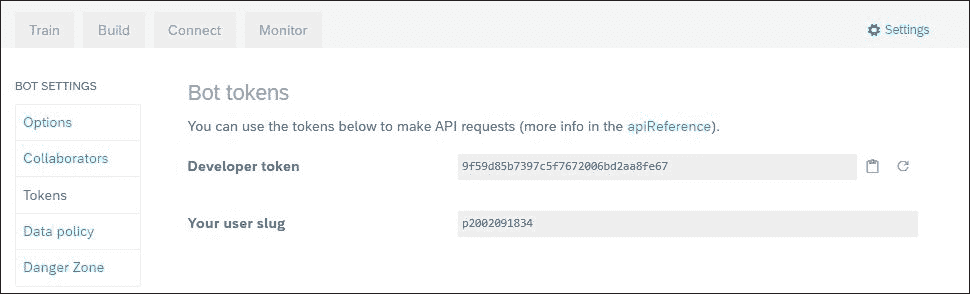 Train Build Connect Monitor Settings
BOT SETTINGS
Options
Collaborators
Tokens
Data policy
Danger Zone
Bot tokens
You can use the tokens below to make API requests (more info in the apiReference).
Developer token 9f59d85b7397c5f7672006bd2aa8fe67
Your user slug p2002091834